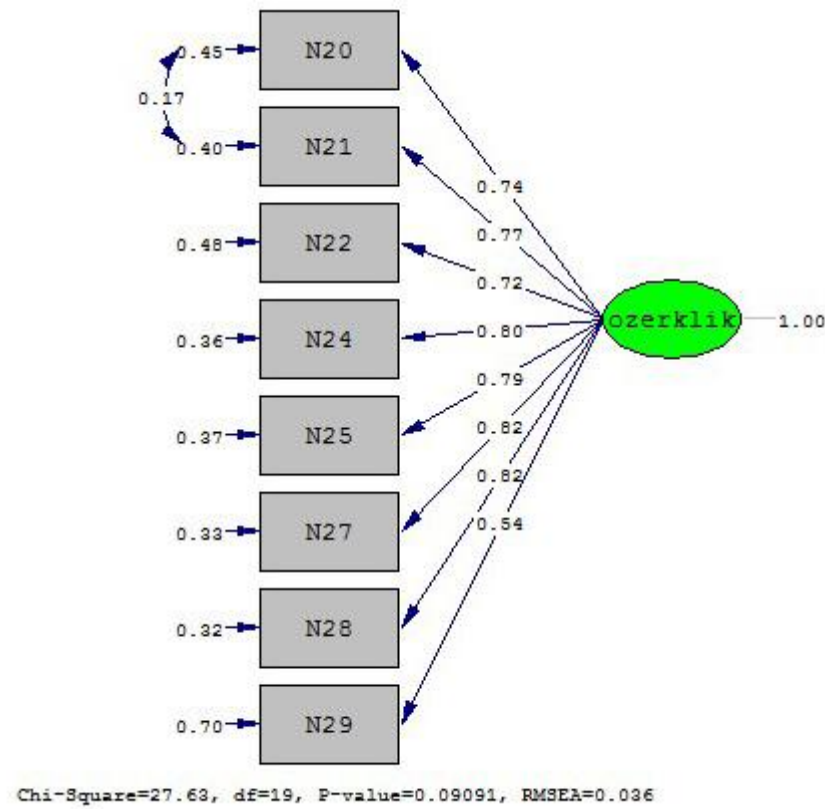 0.45 N20
0.17
0.40 N21
0.74
0.77
0.48 N22
0.72
ozerklik 1.00
0.36 N24
0.80
0.79
0.37 N25
0.82
0.82
0.33 N27
0.54
0.32 N28
0.70 N29
Chi-Square=27.63, df=19, P-value=0.09091, RMSEA=0.036